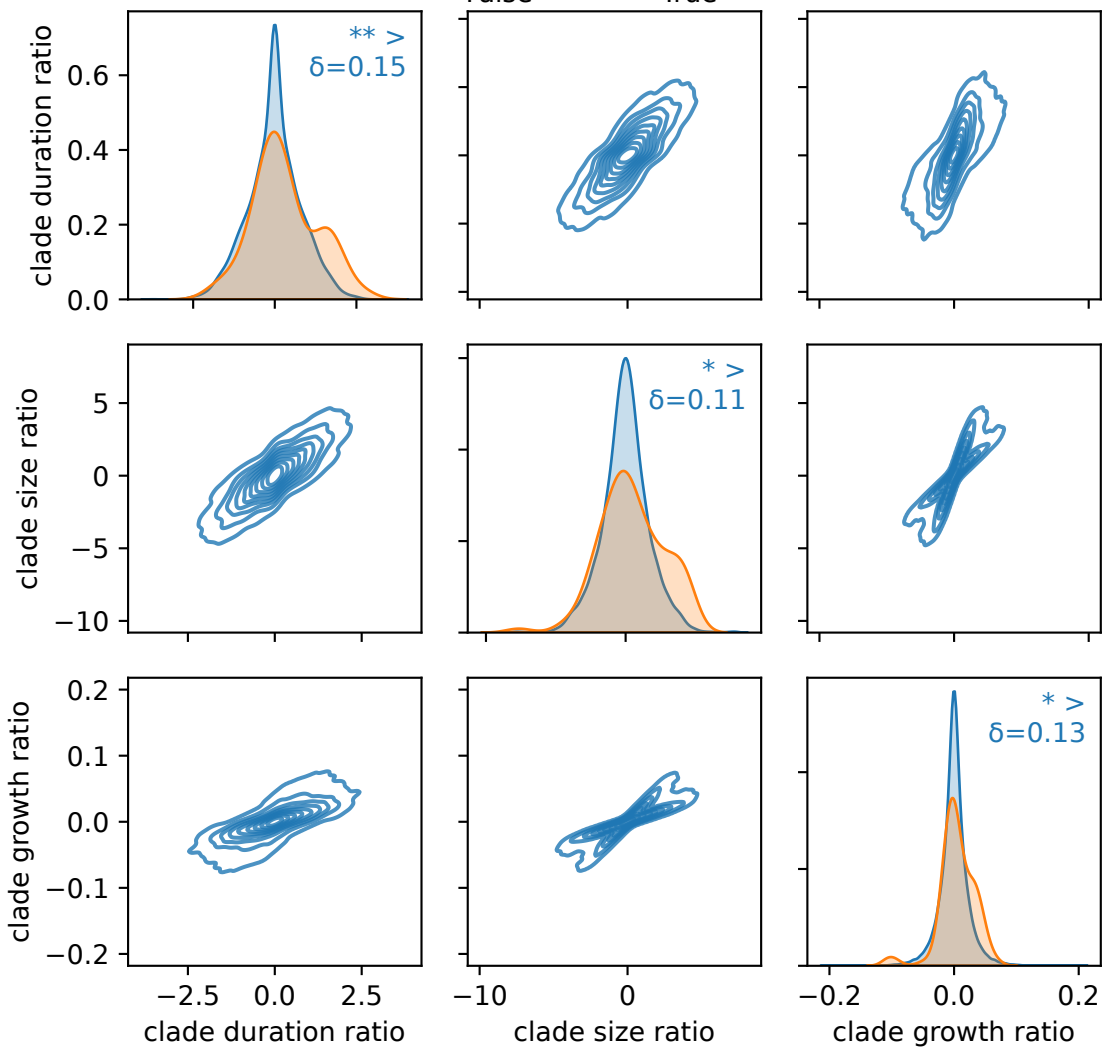 True
clade duration ratio
0.6
0.4
0.2
0.0
** >
δ=0.15
clade size ratio
5
0
−5
−10
* >
δ=0.11
clade growth ratio
0.2
0.1
0.0
−0.1
−0.2
* >
δ=0.13
−2.5
0.0
2.5
−10
0
−0.2
0.0
0.2
clade duration ratio
clade size ratio
clade growth ratio